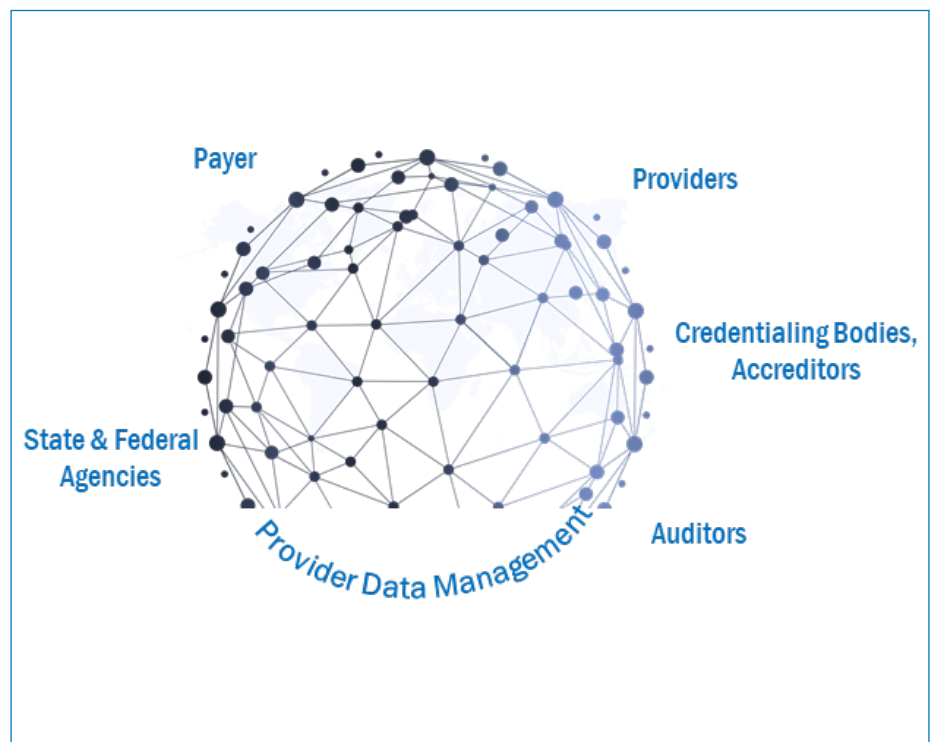 Payer
Providers
Credentialing Bodies,
Accreditors
State & Federal
Agencies
Auditors
Provider Data Management